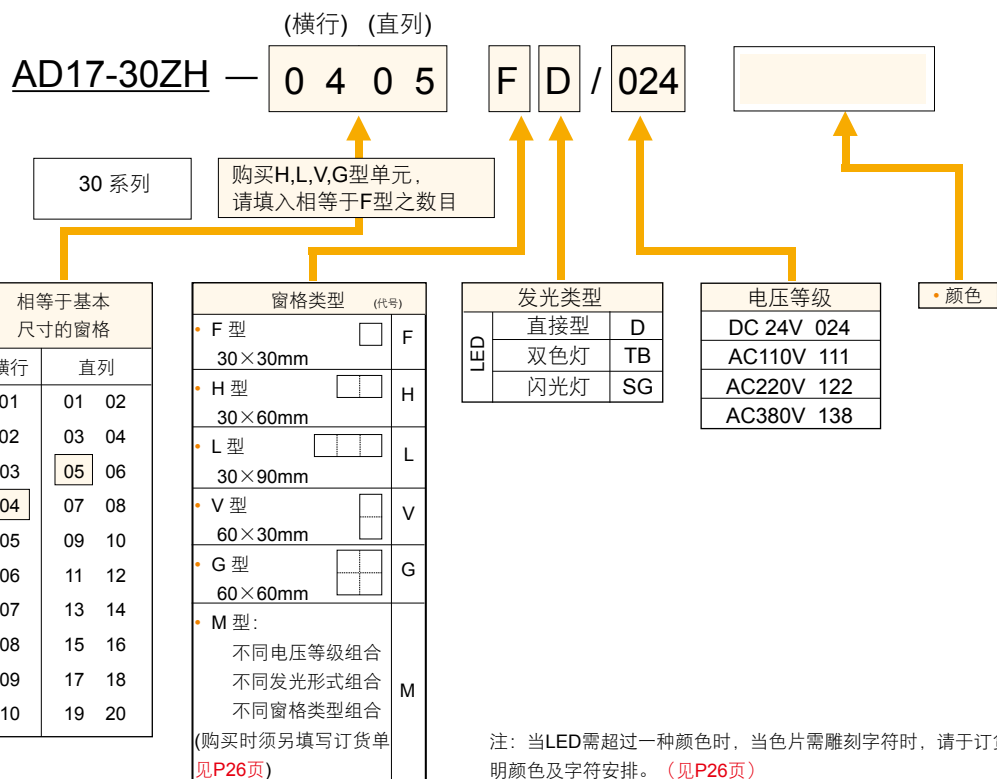 (横行) (直列)
AD17-30ZH — 0 4 0 5 F D / 024
30 系列
购买H,L,V,G型单元，
请填入相等于F型之数目
相等于基本
尺寸的窗格
横行 直列
01 01 02
02 03 04
03 05 06
04 07 08
05 09 10
06 11 12
07 13 14
08 15 16
09 17 18
10 19 20
窗格类型 (代号)
• F 型 F
30×30mm
• H 型 H
30×60mm
• L 型 L
30×90mm
• V 型 V
60×30mm
• G 型 G
60×60mm
• M 型：
不同电压等级组合
不同发光形式组合 M
不同窗格类型组合
(购买时须另填写订货单
见P26页)
发光类型
LED
直接型 D
双色灯 TB
闪光灯 SG
电压等级
DC 24V 024
AC110V 111
AC220V 122
AC380V 138
• 颜色
注：当LED需超过一种颜色时，当色片需雕刻字符时，请于订货
明颜色及字符安排。（见P26页）